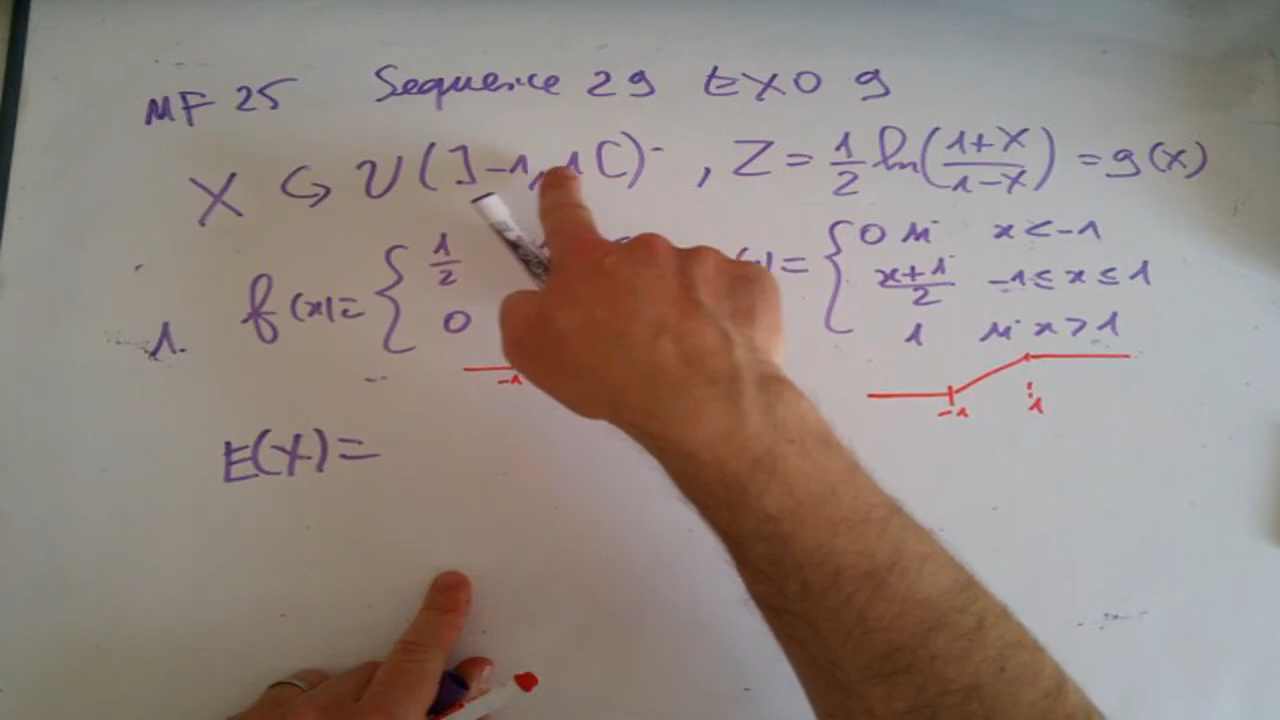 MF 25 Sequence 29 EXO 9
X ↪ U(]-1,1[) , Z = 1/2 ln(1+X/1-X) = g(X)
1. f(x)= { 1/2
0
= { 0 si x < -1
x+1/2 -1 ≤ x ≤ 1
1 si x > 1
-1
-1 1
E(X)=